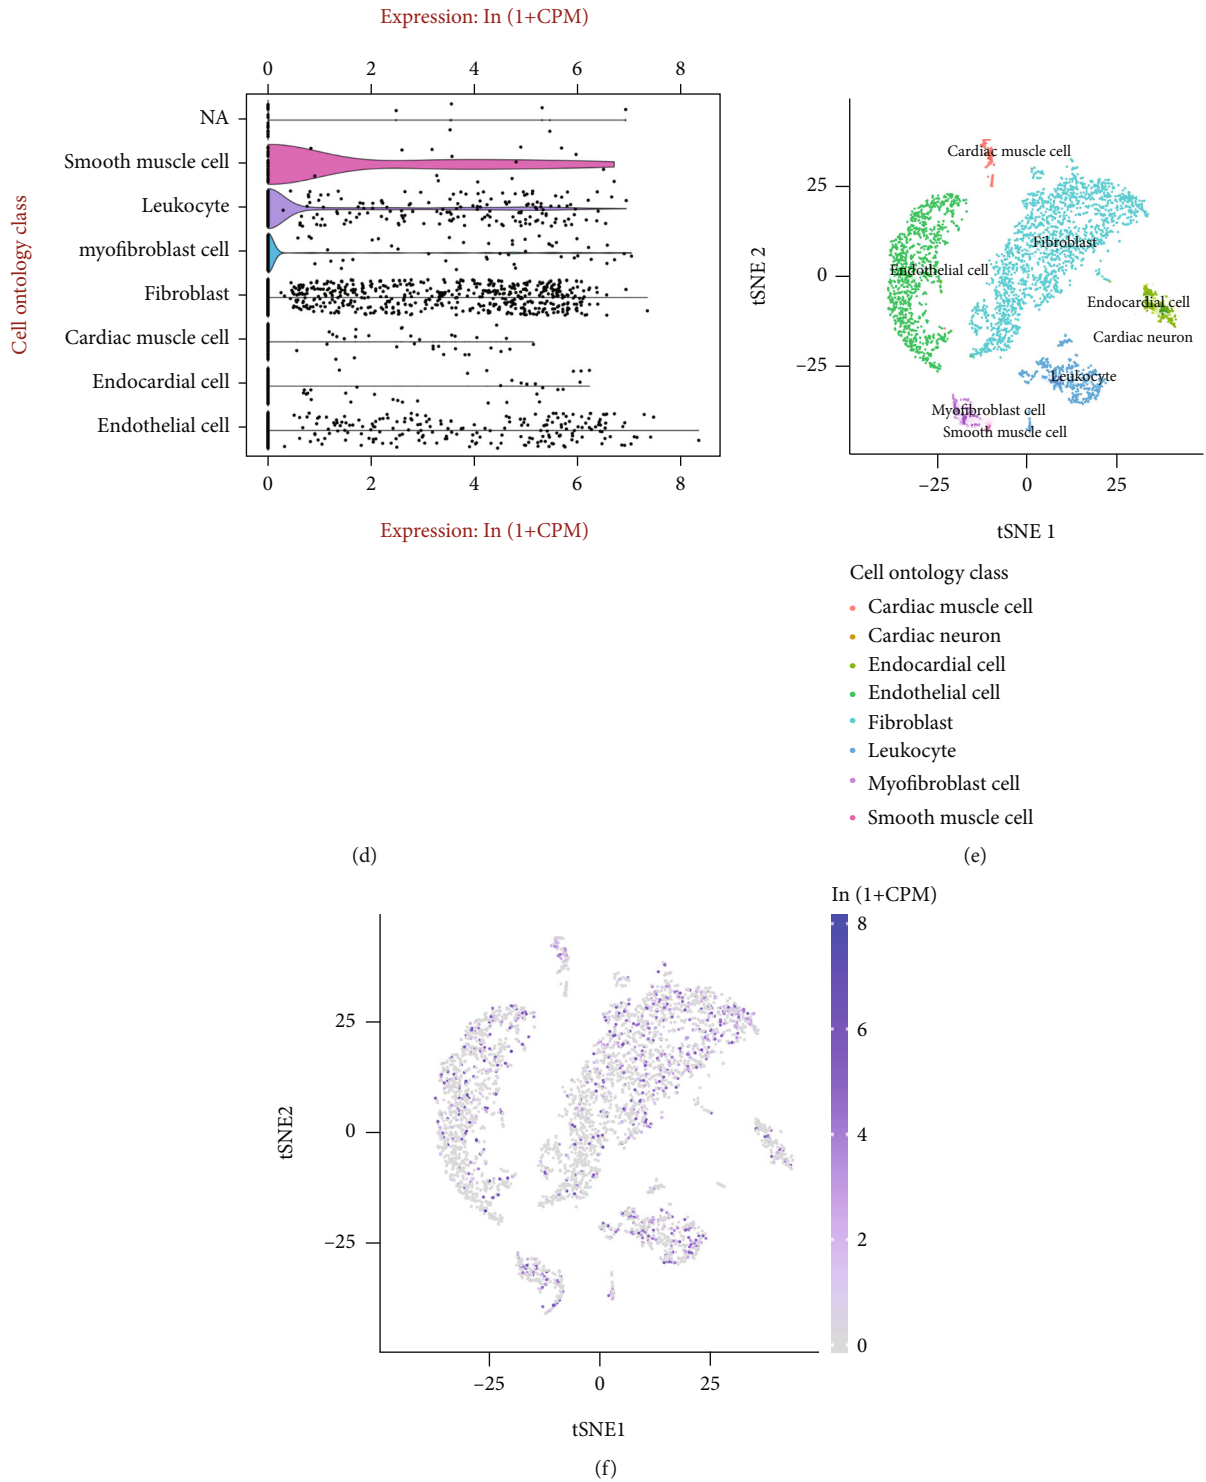 Expression: In (1+CPM)
0 2 4 6 8
Cell ontology class
NA
Smooth muscle cell
Leukocyte
myofibroblast cell
Fibroblast
Cardiac muscle cell
Endocardial cell
Endothelial cell
0 2 4 6 8
Expression: In (1+CPM)
(d)
tSNE 2
25
0
−25
Cardiac muscle cell
Fibroblast
Endothelial cell
Endocardial cell
Cardiac neuron
Leukocyte
Myofibroblast cell
Smooth muscle cell
−25 0 25
tSNE 1
Cell ontology class
Cardiac muscle cell
Cardiac neuron
Endocardial cell
Endothelial cell
Fibroblast
Leukocyte
Myofibroblast cell
Smooth muscle cell
(e)
In (1+CPM)
8
6
4
2
0
tSNE2
25
0
−25
−25 0 25
tSNE1
(f)